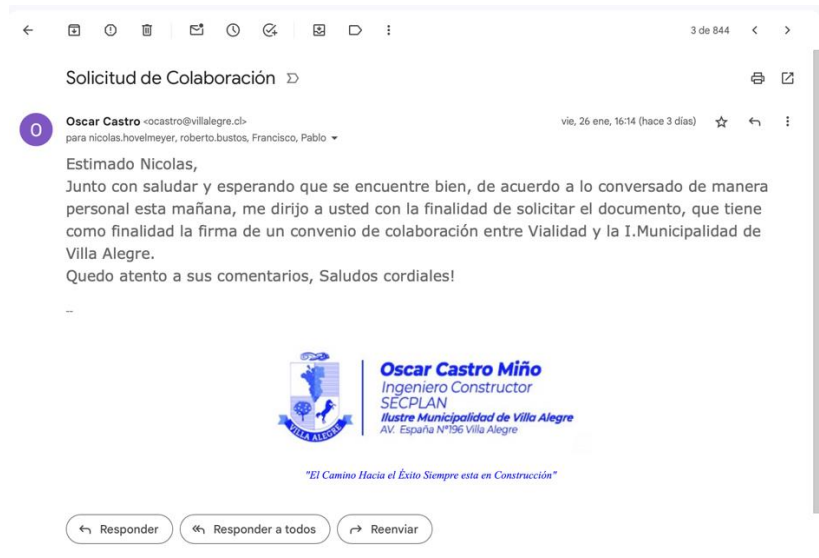 3 de 844
Solicitud de Colaboración
O
Oscar Castro <ocastro@villalegre.cl>
vie, 26 ene, 16:14 (hace 3 días)
para nicolas.hovelmeyer, roberto.bustos, Francisco, Pablo
Estimado Nicolas,
Junto con saludar y esperando que se encuentre bien, de acuerdo a lo conversado de manera
personal esta mañana, me dirijo a usted con la finalidad de solicitar el documento, que tiene
como finalidad la firma de un convenio de colaboración entre Vialidad y la I.Municipalidad de
Villa Alegre.
Quedo atento a sus comentarios, Saludos cordiales!
--
VILLA ALEGRE
Oscar Castro Miño
Ingeniero Constructor
SECPLAN
Ilustre Municipalidad de Villa Alegre
AV. España N°196 Villa Alegre
"El Camino Hacia el Éxito Siempre esta en Construcción"
Responder
Responder a todos
Reenviar